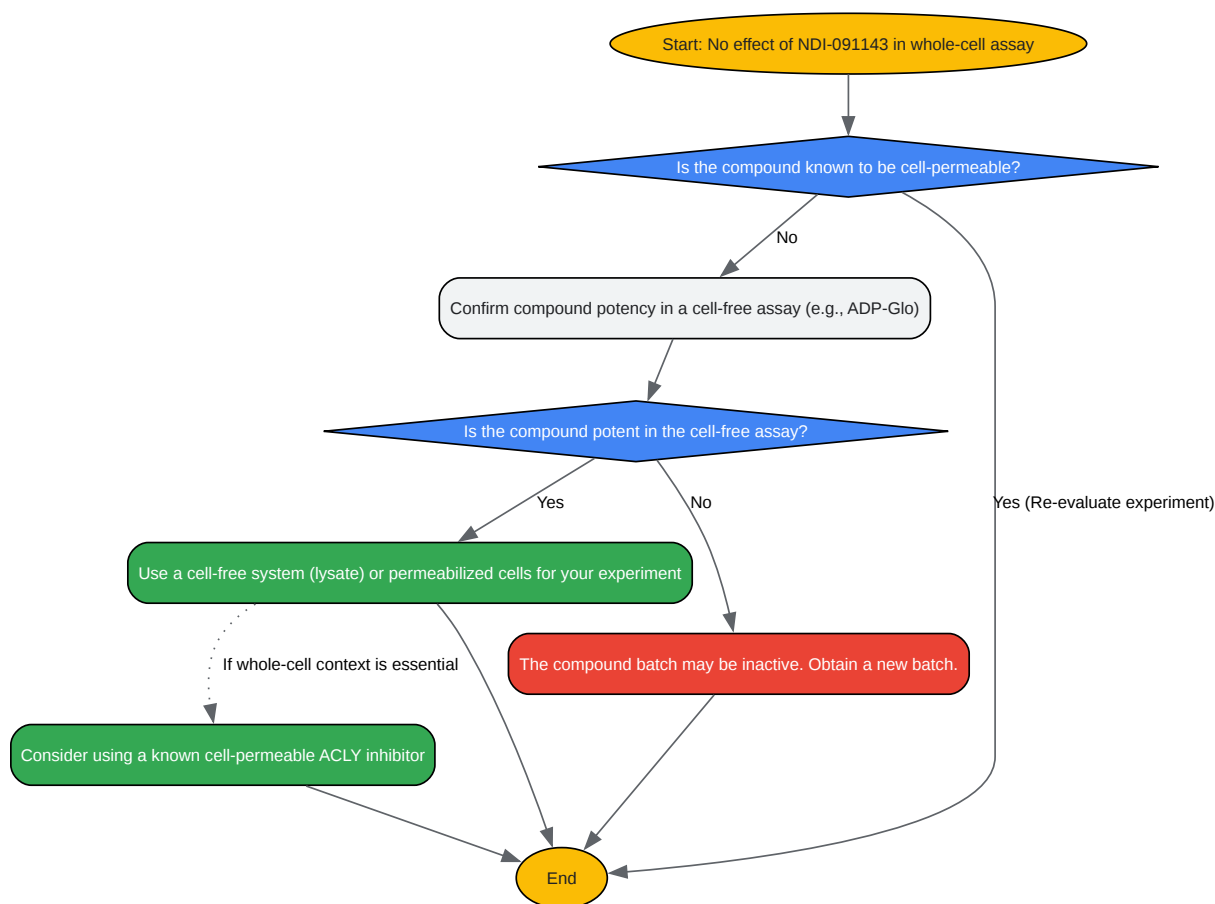 Start: No effect of NDI-091143 in whole-cell assay
Is the compound known to be cell-permeable?
No
Confirm compound potency in a cell-free assay (e.g., ADP-Glo)
Is the compound potent in the cell-free assay?
Yes
No
Yes (Re-evaluate experiment)
Use a cell-free system (lysate) or permeabilized cells for your experiment
If whole-cell context is essential
The compound batch may be inactive. Obtain a new batch.
Consider using a known cell-permeable ACLY inhibitor
End